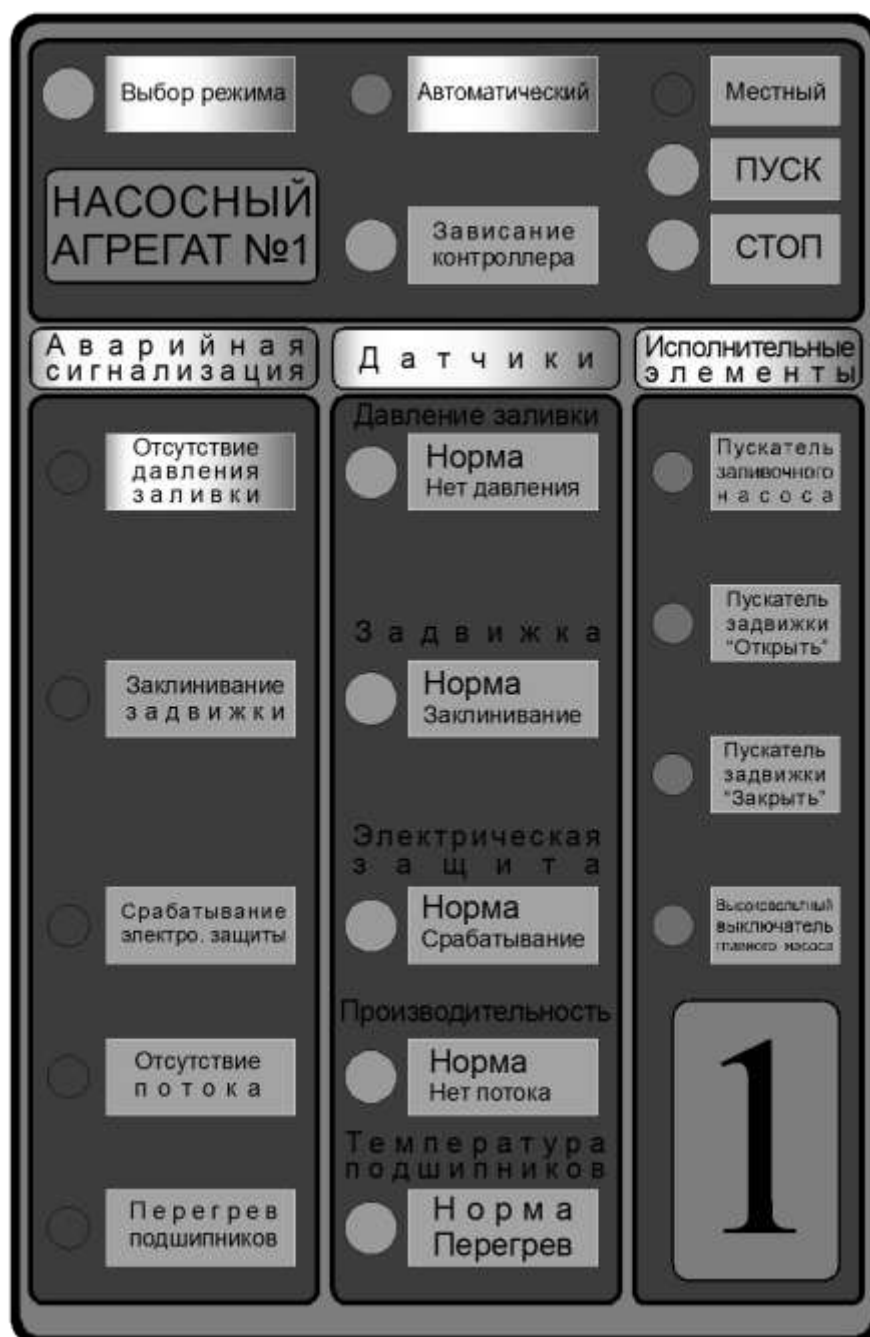 Выбор режима
Автоматический
Местный
ПУСК
НАСОСНЫЙ
АГРЕГАТ №1
Зависание
контроллера
СТОП
Аварийная
сигнализация
Датчики
Исполнительные
элементы
Отсутствие
давления
заливки
Заклинивание
задвижки
Срабатывание
электро. защиты
Отсутствие
потока
Перегрев
подшипников
Давление заливки
Норма
Нет давления
Задвижка
Норма
Заклинивание
Электрическая
защита
Норма
Срабатывание
Производительность
Норма
Нет потока
Температура
подшипников
Норма
Перегрев
Пускатель
заливочного
насоса
Пускатель
задвижки
"Открыть"
Пускатель
задвижки
"Закрыть"
Высоковольтный
выключатель
главного насоса
1